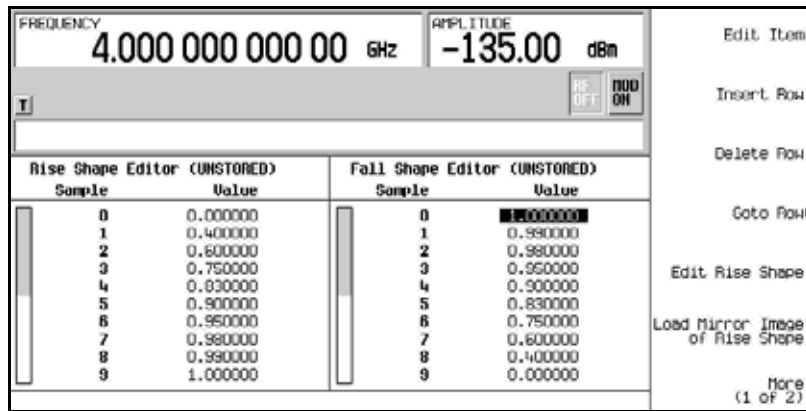 FREQUENCY
4.000 000 000 00 GHz
AMPLITUDE
-135.00 dBm
RF OFF
MOD ON
T
Rise Shape Editor (UNSTORED)
Sample Value
0 0.000000
1 0.400000
2 0.600000
3 0.750000
4 0.830000
5 0.900000
6 0.950000
7 0.980000
8 0.990000
9 1.000000
Fall Shape Editor (UNSTORED)
Sample Value
0 1.000000
1 0.990000
2 0.980000
3 0.950000
4 0.900000
5 0.830000
6 0.750000
7 0.600000
8 0.400000
9 0.000000
Edit Item
Insert Row
Delete Row
Goto Row
Edit Rise Shape
Load Mirror Image
of Rise Shape
More
(1 of 2)